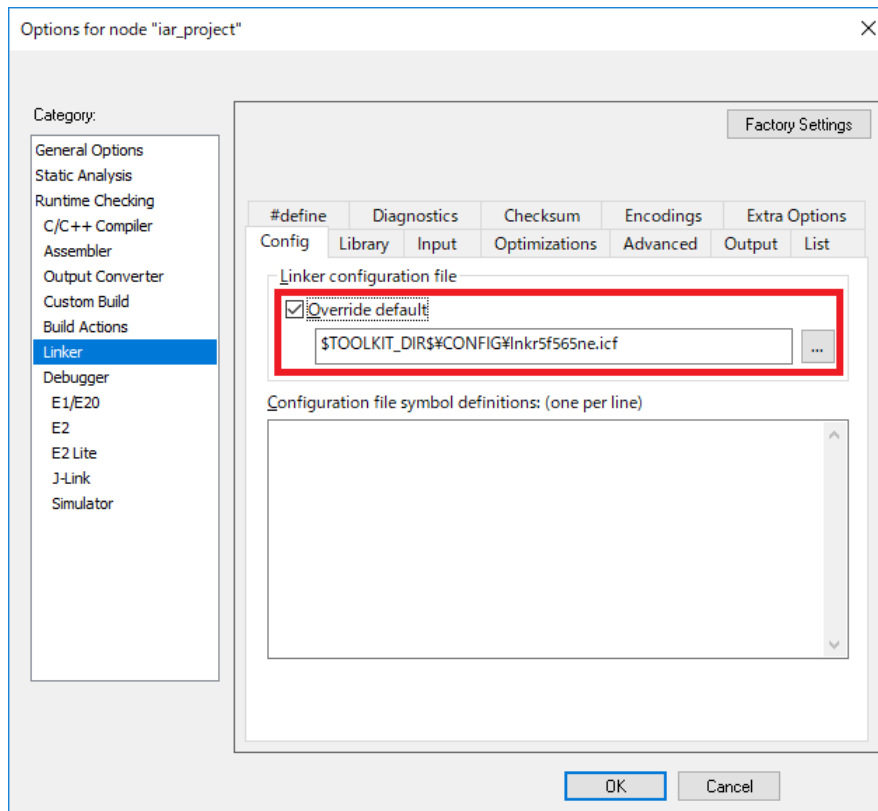 Options for node "iar_project"
Category:
General Options
Static Analysis
Runtime Checking
C/C++ Compiler
Assembler
Output Converter
Custom Build
Build Actions
Linker
Debugger
E1/E20
E2
E2 Lite
J-Link
Simulator
Factory Settings
#define Diagnostics Checksum Encodings Extra Options
Config Library Input Optimizations Advanced Output List
Linker configuration file
Override default
$TOOLKIT_DIR$¥CONFIG¥lnkr5f565ne.icf
...
Configuration file symbol definitions: (one per line)
OK Cancel